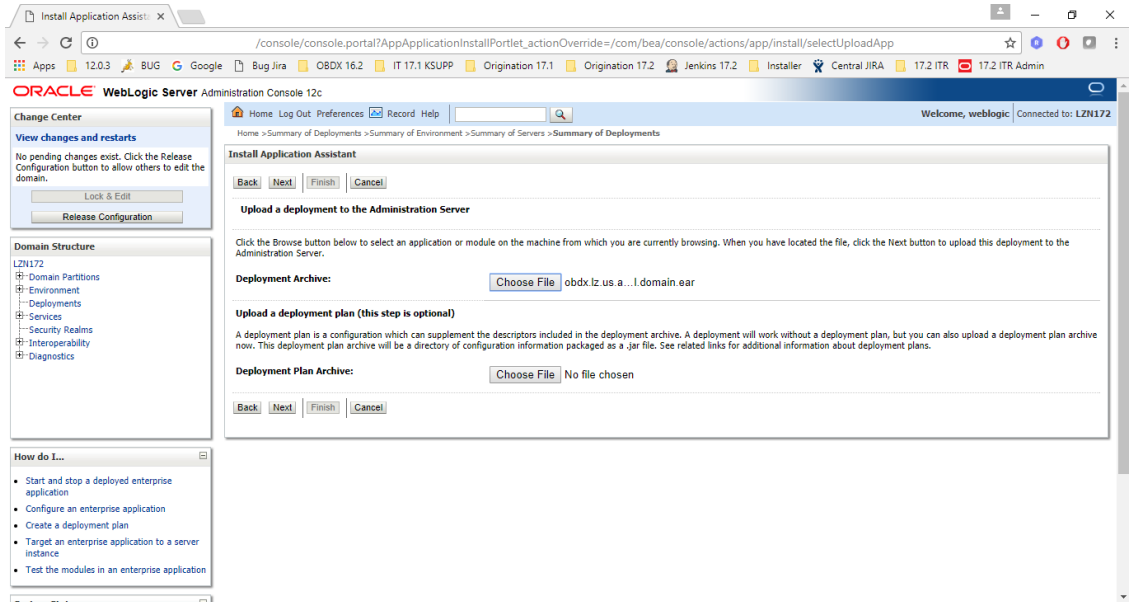 Install Application Assista
/console/console.portal?AppApplicationInstallPortlet_actionOverride=/com/bea/console/actions/app/install/selectUploadApp
Apps 12.0.3 BUG Google Bug Jira OBDX 16.2 IT 17.1 KSUPP Origination 17.1 Origination 17.2 Jenkins 17.2 Installer Central JIRA 17.2 ITR 17.2 ITR Admin
ORACLE WebLogic Server Administration Console 12c
Change Center
View changes and restarts
No pending changes exist. Click the Release
Configuration button to allow others to edit the
domain.
Lock & Edit
Release Configuration
Domain Structure
LZN172
Domain Partitions
Environment
Deployments
Services
Security Realms
Interoperability
Diagnostics
How do I...
Start and stop a deployed enterprise
application
Configure an enterprise application
Create a deployment plan
Target an enterprise application to a server
instance
Test the modules in an enterprise application
Home Log Out Preferences Record Help
Welcome, weblogic Connected to: LZN172
Home >Summary of Deployments >Summary of Environment >Summary of Servers >Summary of Deployments
Install Application Assistant
Back Next Finish Cancel
Upload a deployment to the Administration Server
Click the Browse button below to select an application or module on the machine from which you are currently browsing. When you have located the file, click the Next button to upload this deployment to the
Administration Server.
Deployment Archive: Choose File obdx.lz.us.a...l.domain.ear
Upload a deployment plan (this step is optional)
A deployment plan is a configuration which can supplement the descriptors included in the deployment archive. A deployment will work without a deployment plan, but you can also upload a deployment plan archive
now. This deployment plan archive will be a directory of configuration information packaged as a .jar file. See related links for additional information about deployment plans.
Deployment Plan Archive: Choose File No file chosen
Back Next Finish Cancel